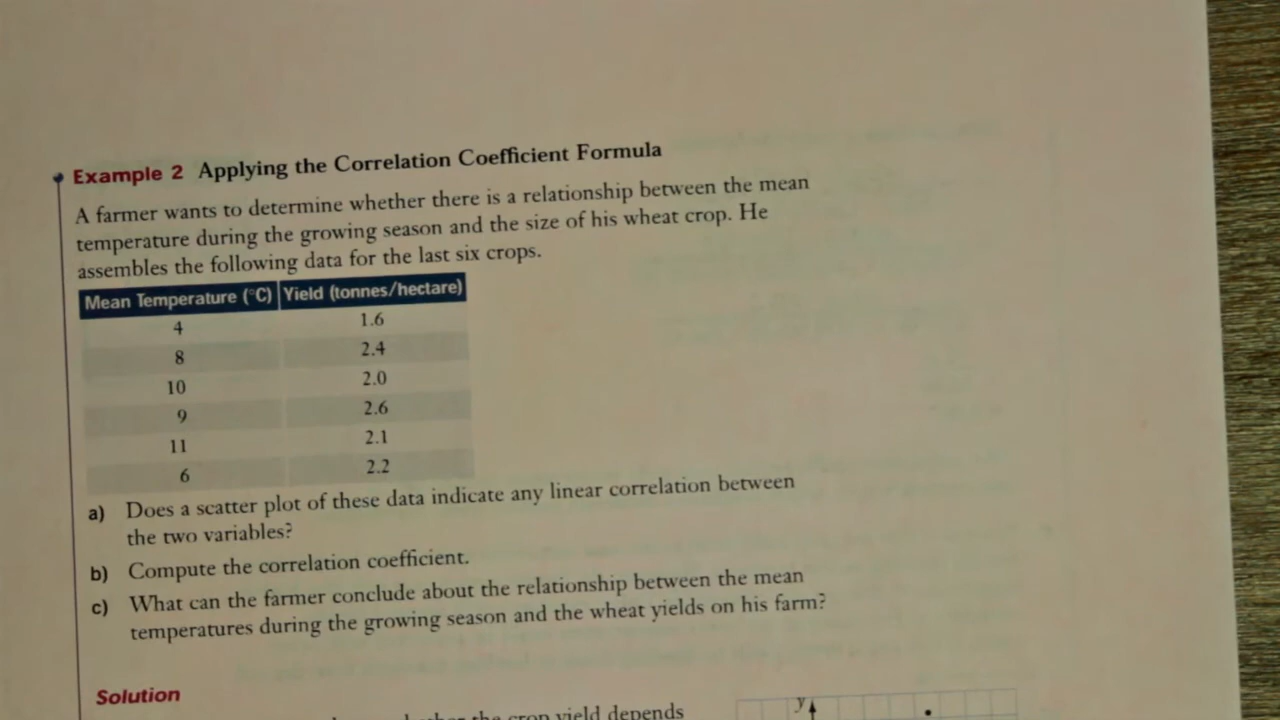 Example 2 Applying the Correlation Coefficient Formula
A farmer wants to determine whether there is a relationship between the mean
temperature during the growing season and the size of his wheat crop. He
assembles the following data for the last six crops.
Mean Temperature (°C) Yield (tonnes/hectare)
4 1.6
8 2.4
10 2.0
9 2.6
11 2.1
6 2.2
a) Does a scatter plot of these data indicate any linear correlation between
the two variables?
b) Compute the correlation coefficient.
c) What can the farmer conclude about the relationship between the mean
temperatures during the growing season and the wheat yields on his farm?
Solution
the crop yield depends
y